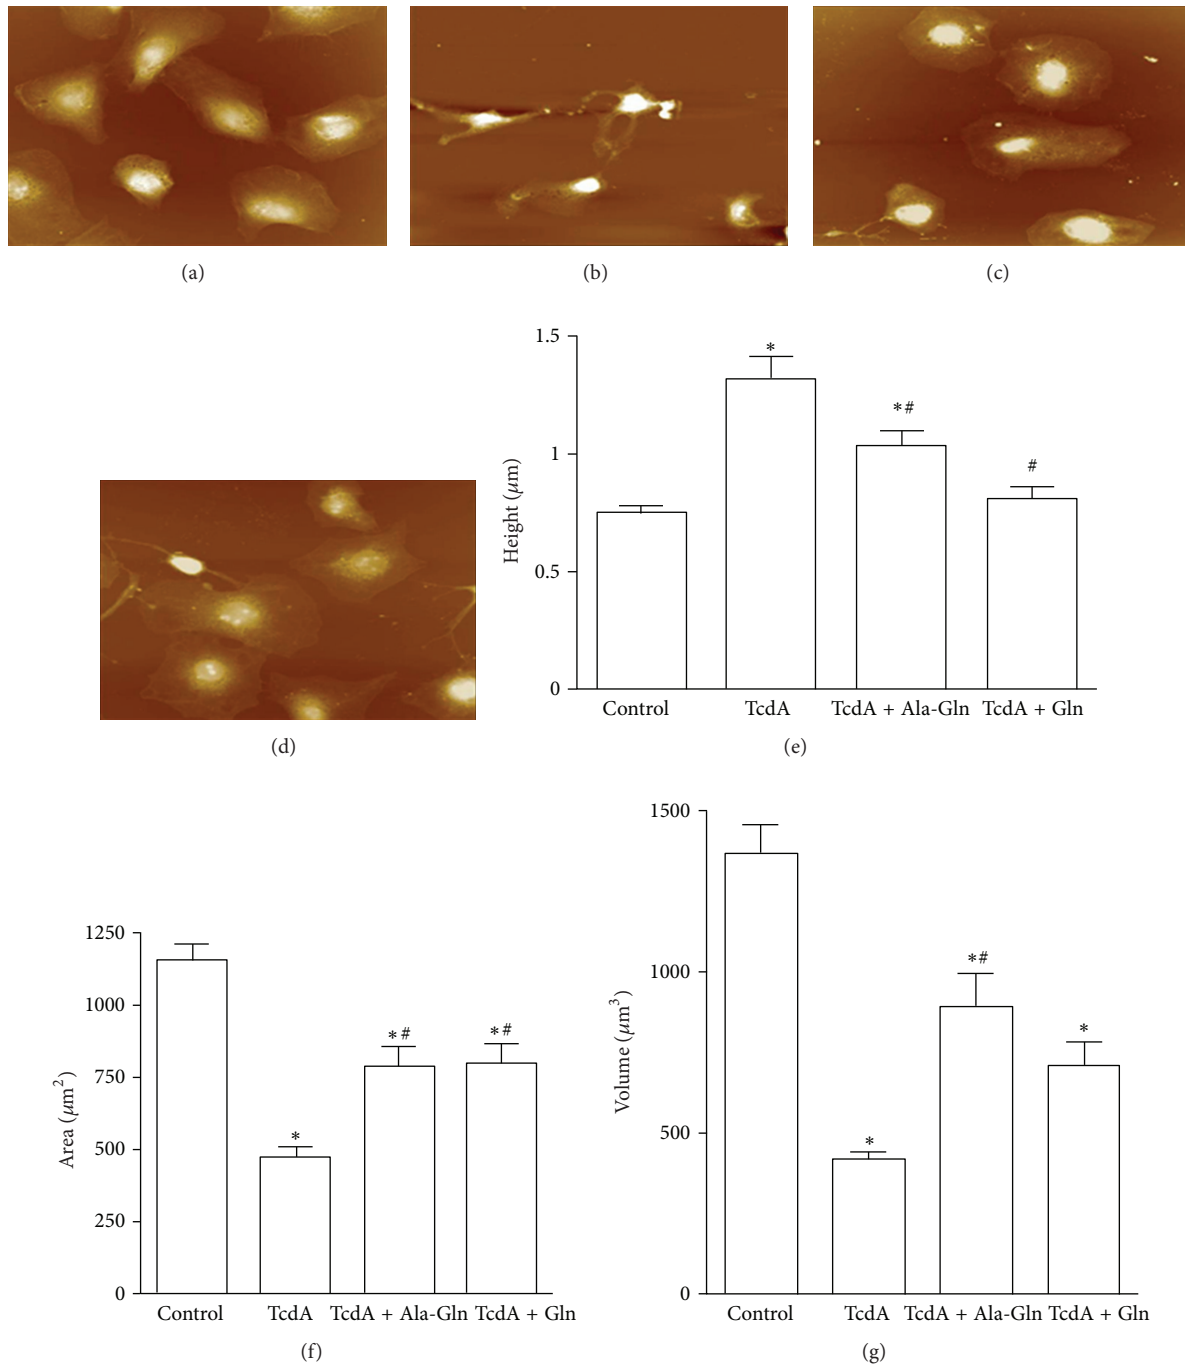 (a)
(b)
(c)
(d)
Height (μm)
1.5
1
0.5
0
*
*#
#
Control
TcdA
TcdA + Ala-Gln
TcdA + Gln
(e)
Area (μm²)
1250
1000
750
500
250
0
*
*#
*#
Control
TcdA
TcdA + Ala-Gln
TcdA + Gln
(f)
Volume (μm³)
1500
1000
500
0
*
*#
*
Control
TcdA
TcdA + Ala-Gln
TcdA + Gln
(g)